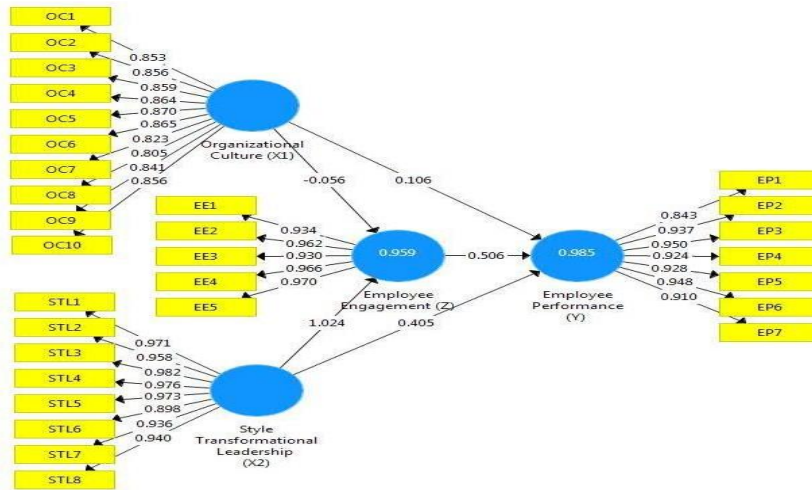 OC1
OC2
OC3
OC4
OC5
OC6
OC7
OC8
OC9
OC10
0.853
0.856
0.859
0.864
0.870
0.865
0.823
0.805
0.841
0.856
Organizational
Culture (X1)
-0.056
0.106
EE1
EE2
EE3
EE4
EE5
0.934
0.962
0.930
0.966
0.970
0.959
Employee
Engagement (Z)
0.506
0.985
Employee
Performance
(Y)
0.843
0.937
0.950
0.924
0.928
0.948
0.910
EP1
EP2
EP3
EP4
EP5
EP6
EP7
1.024
0.405
STL1
STL2
STL3
STL4
STL5
STL6
STL7
STL8
0.971
0.958
0.982
0.976
0.973
0.898
0.936
0.940
Style
Transformational
Leadership
(X2)